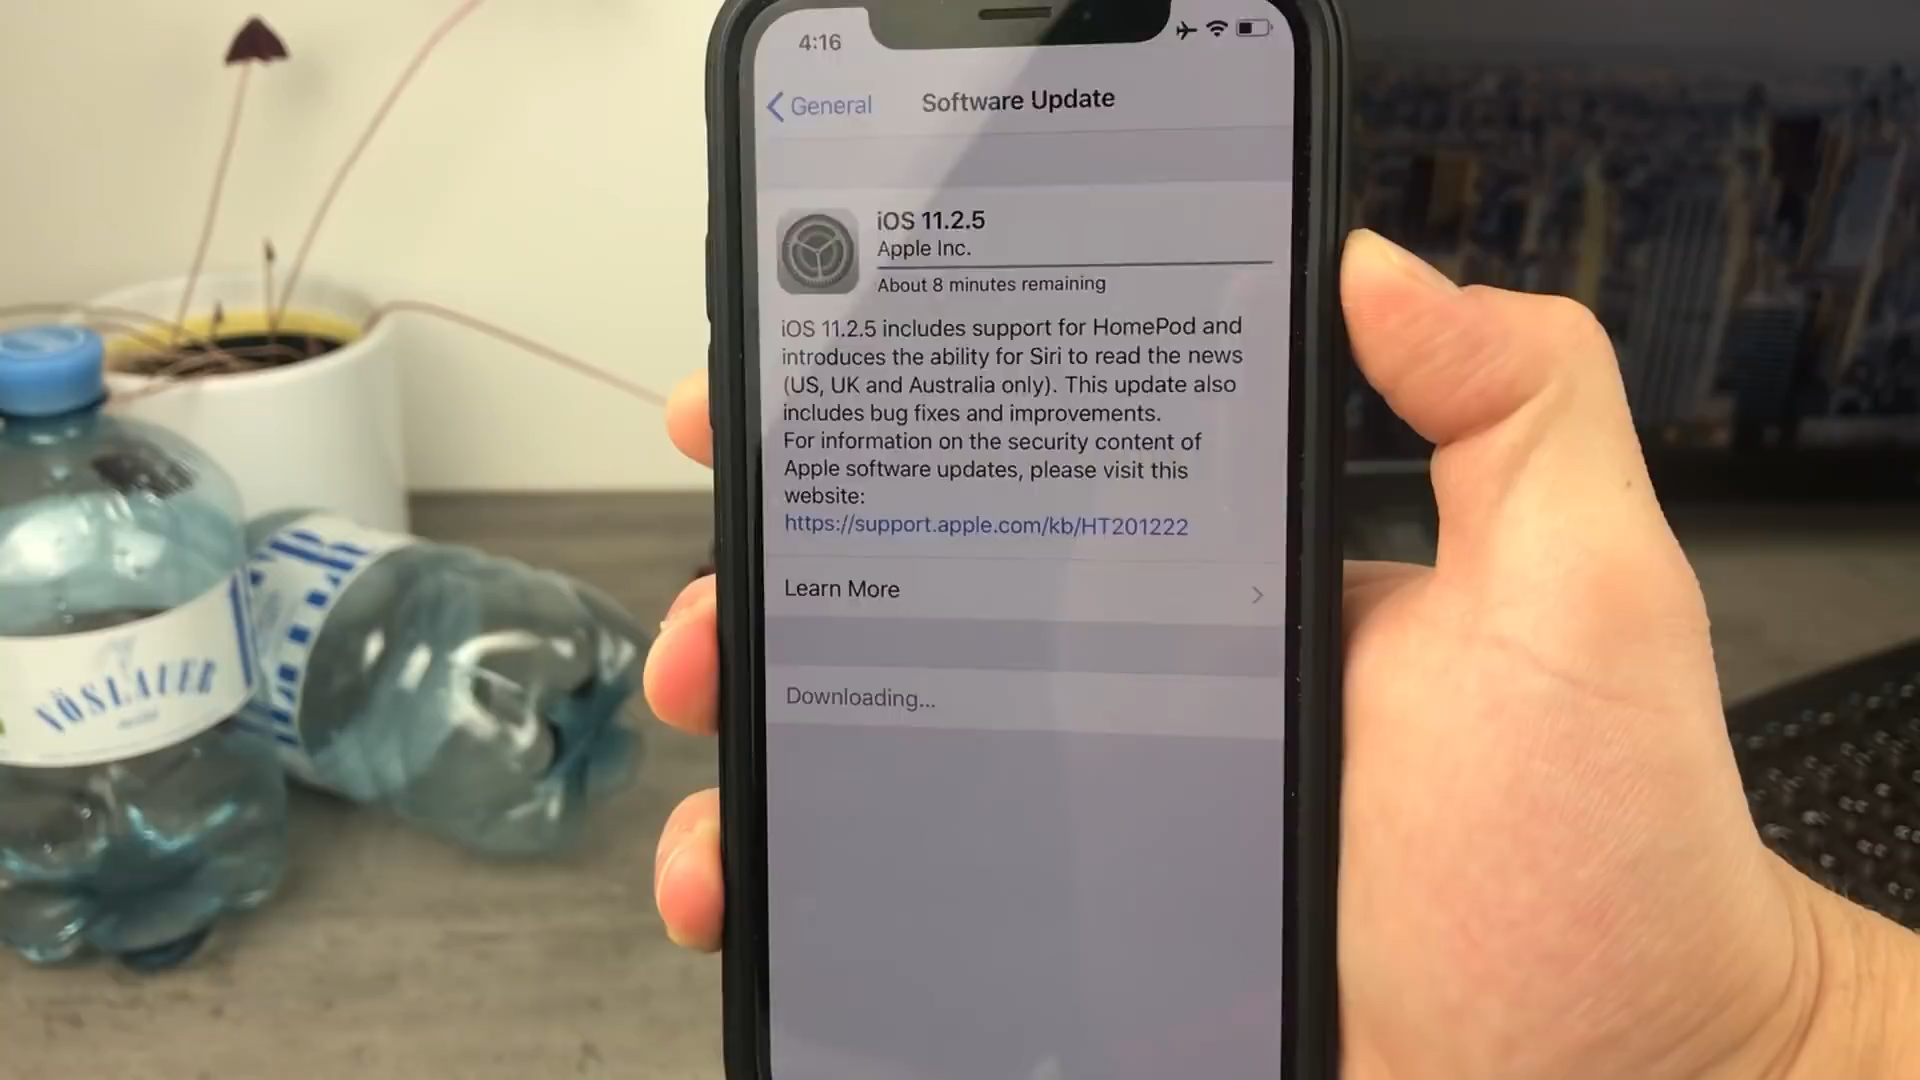 4:16
General
Software Update
iOS 11.2.5
Apple Inc.
About 8 minutes remaining
iOS 11.2.5 includes support for HomePod and
introduces the ability for Siri to read the news
(US, UK and Australia only). This update also
includes bug fixes and improvements.
For information on the security content of
Apple software updates, please visit this
website:
https://support.apple.com/kb/HT201222
Learn More
Downloading...
VÖSLAUER